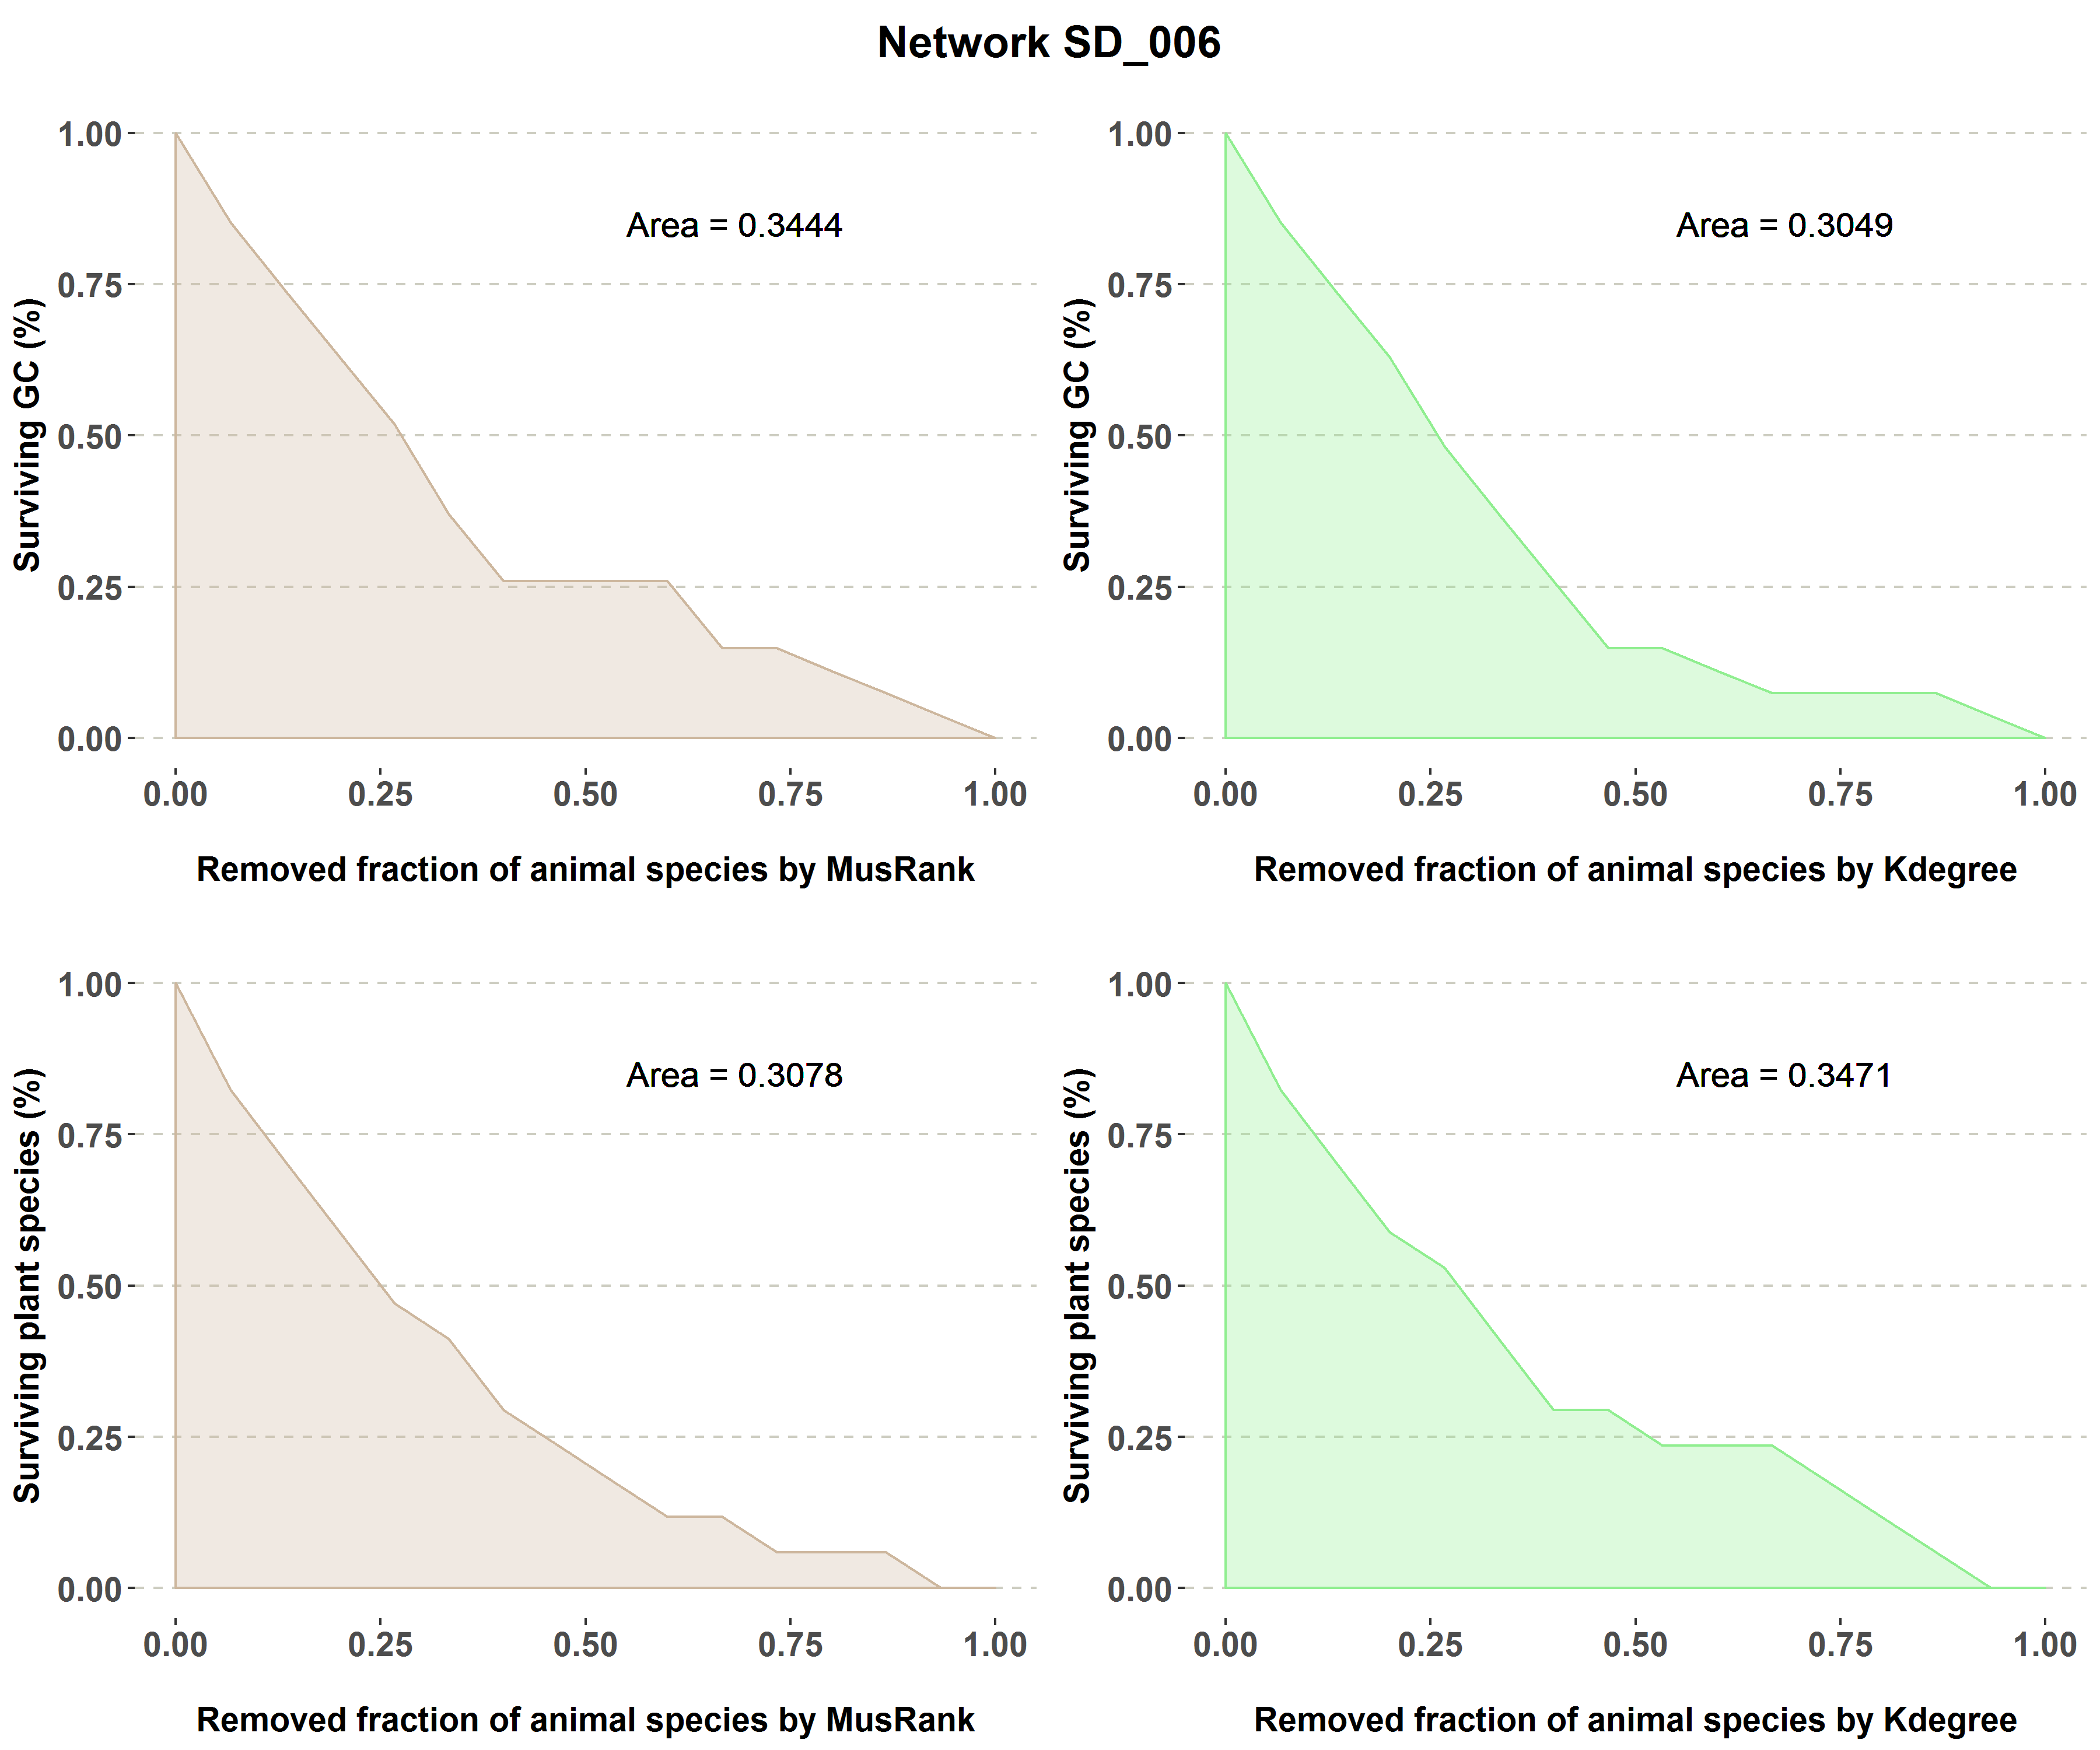 Network SD_006
Surviving GC (%)
1.00
0.75
0.50
0.25
0.00
Area = 0.3444
0.00 0.25 0.50 0.75 1.00
Removed fraction of animal species by MusRank
Surviving GC (%)
1.00
0.75
0.50
0.25
0.00
Area = 0.3049
0.00 0.25 0.50 0.75 1.00
Removed fraction of animal species by Kdegree
Surviving plant species (%)
1.00
0.75
0.50
0.25
0.00
Area = 0.3078
0.00 0.25 0.50 0.75 1.00
Removed fraction of animal species by MusRank
Surviving plant species (%)
1.00
0.75
0.50
0.25
0.00
Area = 0.3471
0.00 0.25 0.50 0.75 1.00
Removed fraction of animal species by Kdegree